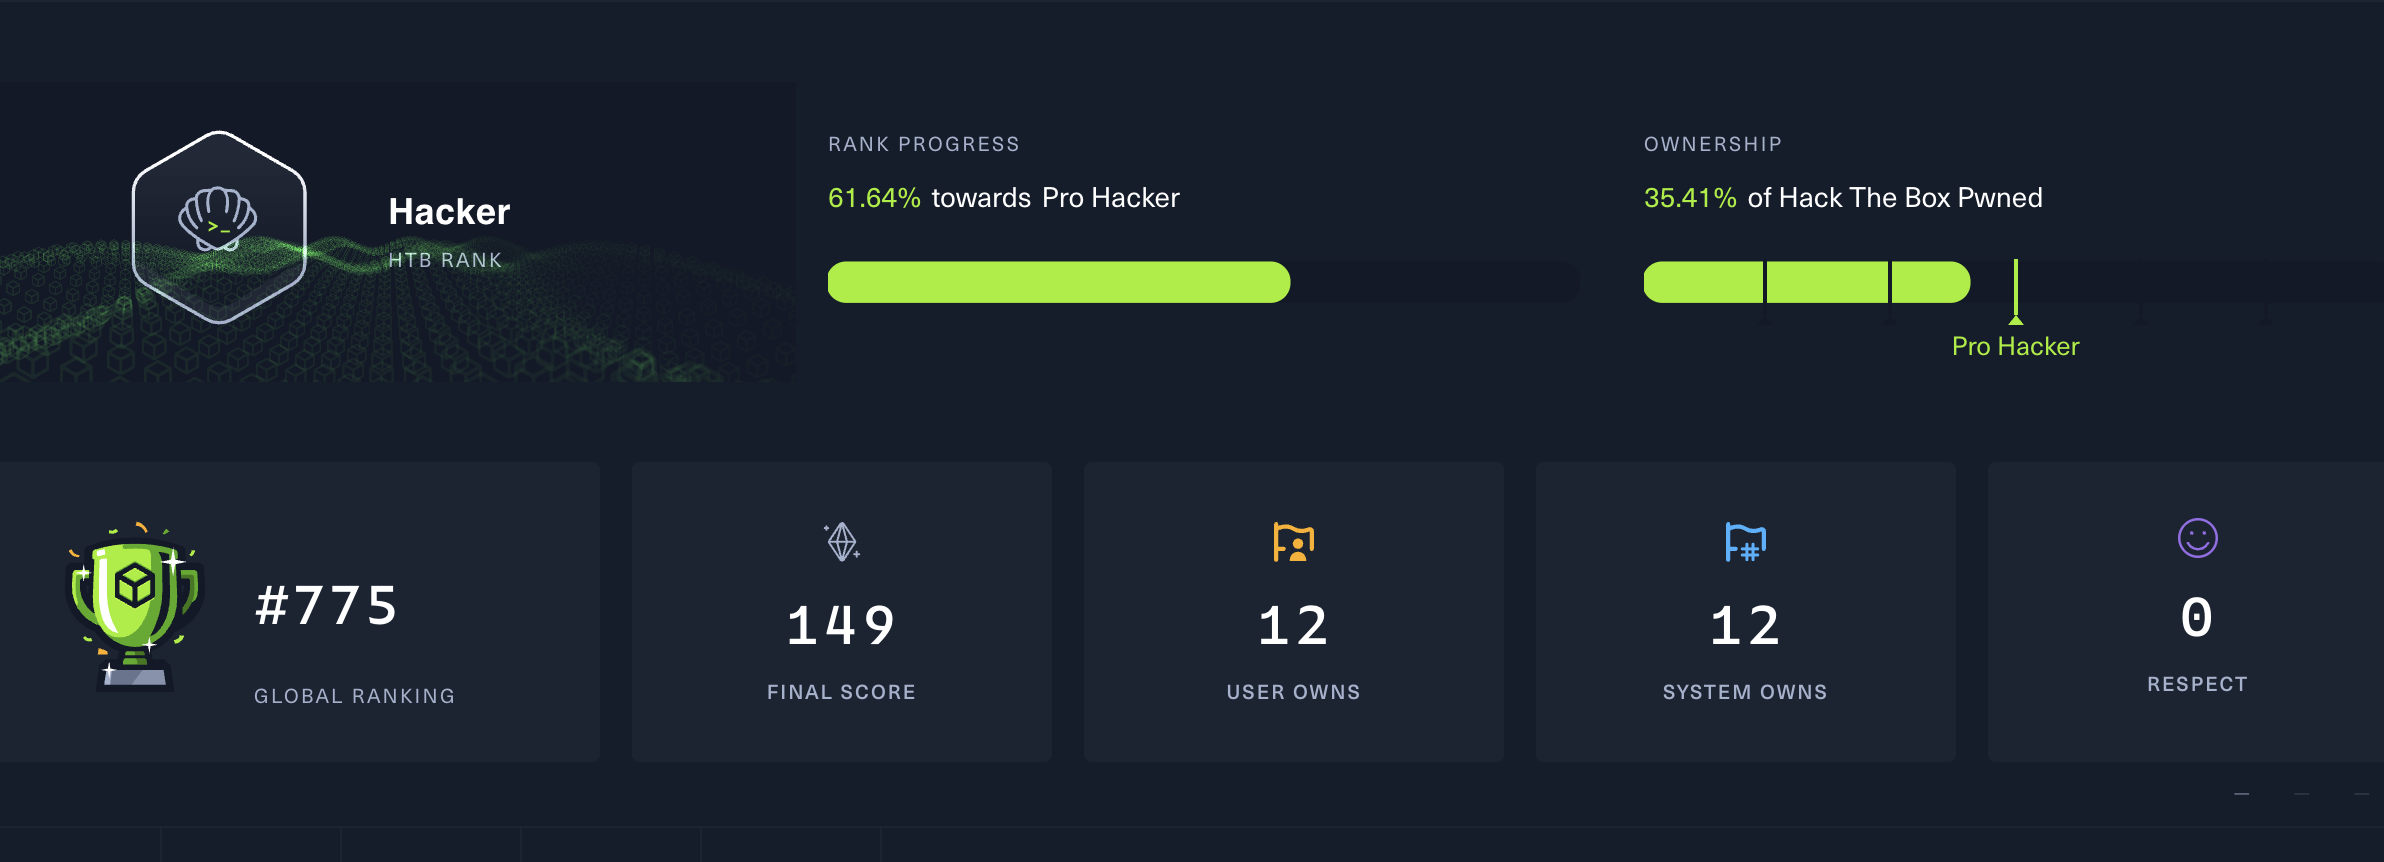 Hacker
HTB RANK
RANK PROGRESS
61.64% towards Pro Hacker
OWNERSHIP
35.41% of Hack The Box Pwned
Pro Hacker
#775
GLOBAL RANKING
149
FINAL SCORE
12
USER OWNS
12
SYSTEM OWNS
0
RESPECT